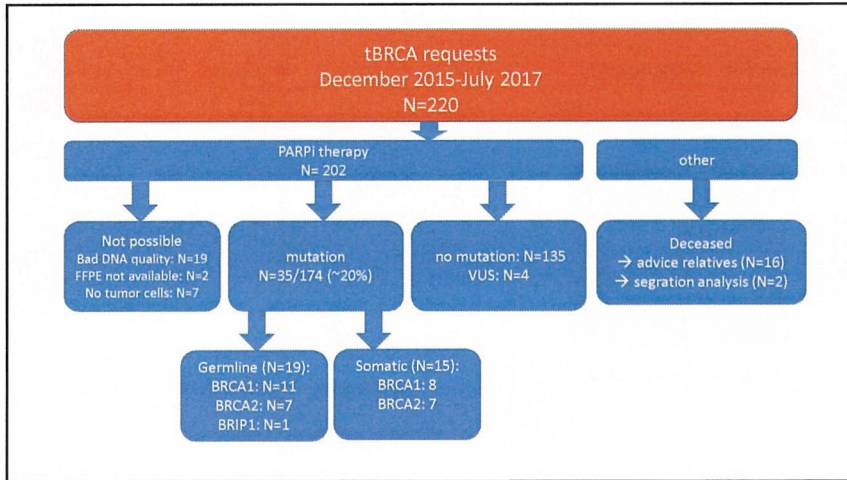 tBRCA requests
December 2015-July 2017
N=220
PARPi therapy
N= 202
other
Not possible
Bad DNA quality: N=19
FFPE not available: N=2
No tumor cells: N=7
mutation
N=35/174 (~20%)
no mutation: N=135
VUS: N=4
Deceased
→ advice relatives (N=16)
→ segration analysis (N=2)
Germline (N=19):
BRCA1: N=11
BRCA2: N=7
BRIP1: N=1
Somatic (N=15):
BRCA1: 8
BRCA2: 7